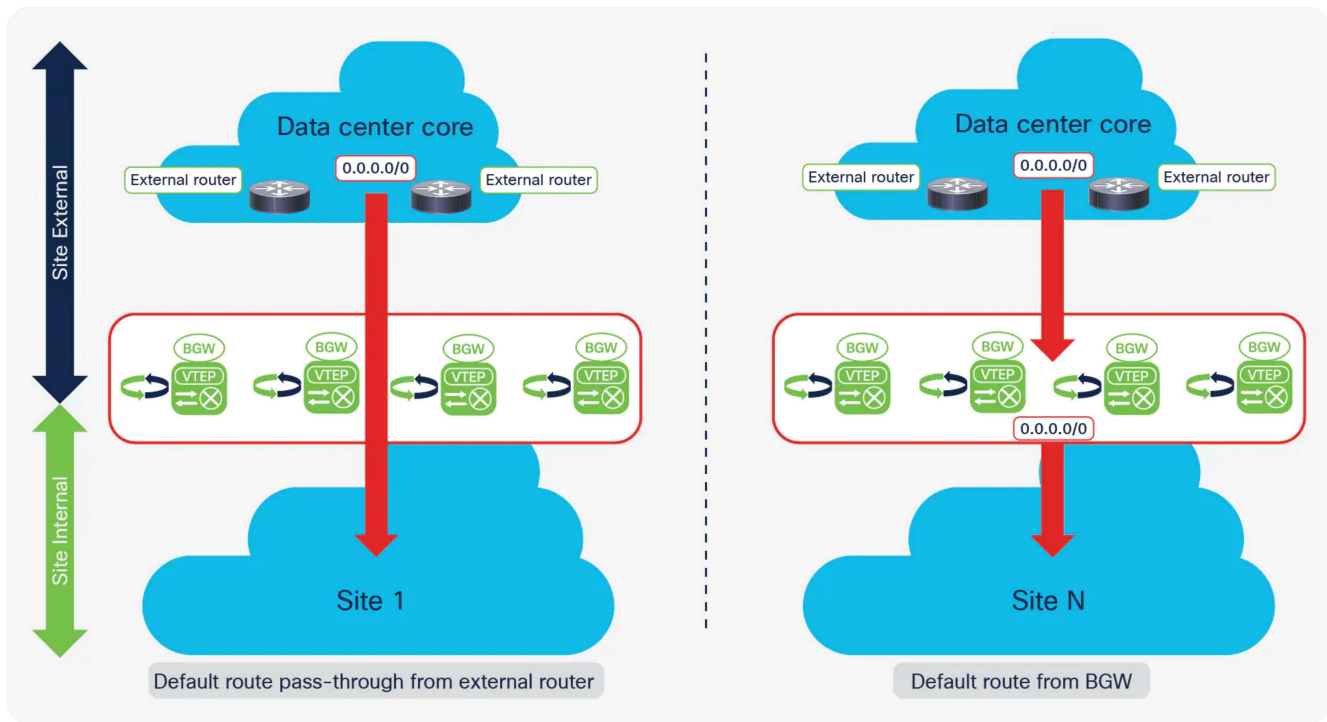 Site External
Site Internal
Data center core
0.0.0.0/0
External router
External router
BGW
VTEP
BGW
VTEP
BGW
VTEP
BGW
VTEP
Site 1
Default route pass-through from external router
Data center core
0.0.0.0/0
External router
External router
BGW
VTEP
BGW
VTEP
BGW
VTEP
BGW
VTEP
0.0.0.0/0
Site N
Default route from BGW